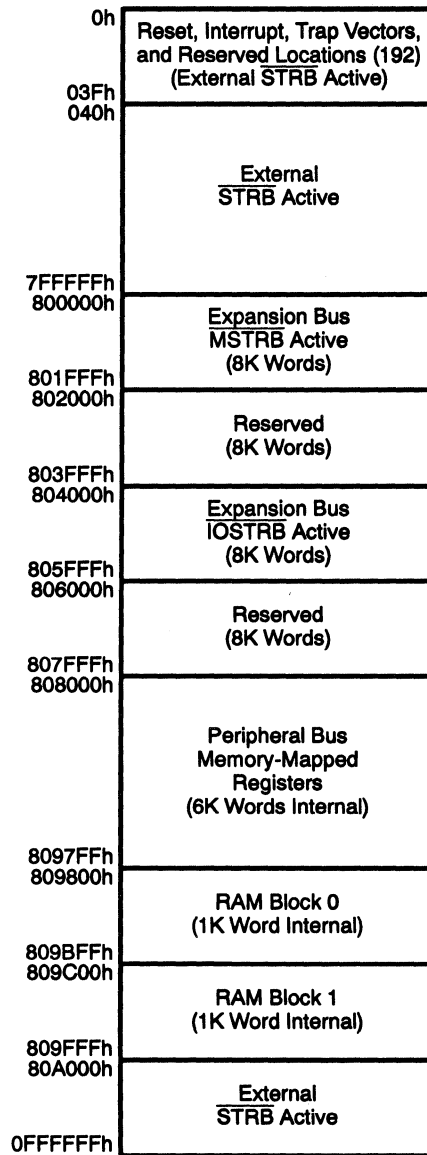 0h
Reset, Interrupt, Trap Vectors,
and Reserved Locations (192)
(External STRB Active)
03Fh
040h
External
STRB Active
7FFFFFh
800000h
Expansion Bus
MSTRB Active
(8K Words)
801FFFh
802000h
Reserved
(8K Words)
803FFFh
804000h
Expansion Bus
IOSTRB Active
(8K Words)
805FFFh
806000h
Reserved
(8K Words)
807FFFh
808000h
Peripheral Bus
Memory-Mapped
Registers
(6K Words Internal)
8097FFh
809800h
RAM Block 0
(1K Word Internal)
809BFFh
809C00h
RAM Block 1
(1K Word Internal)
809FFFh
80A000h
External
STRB Active
0FFFFFFh